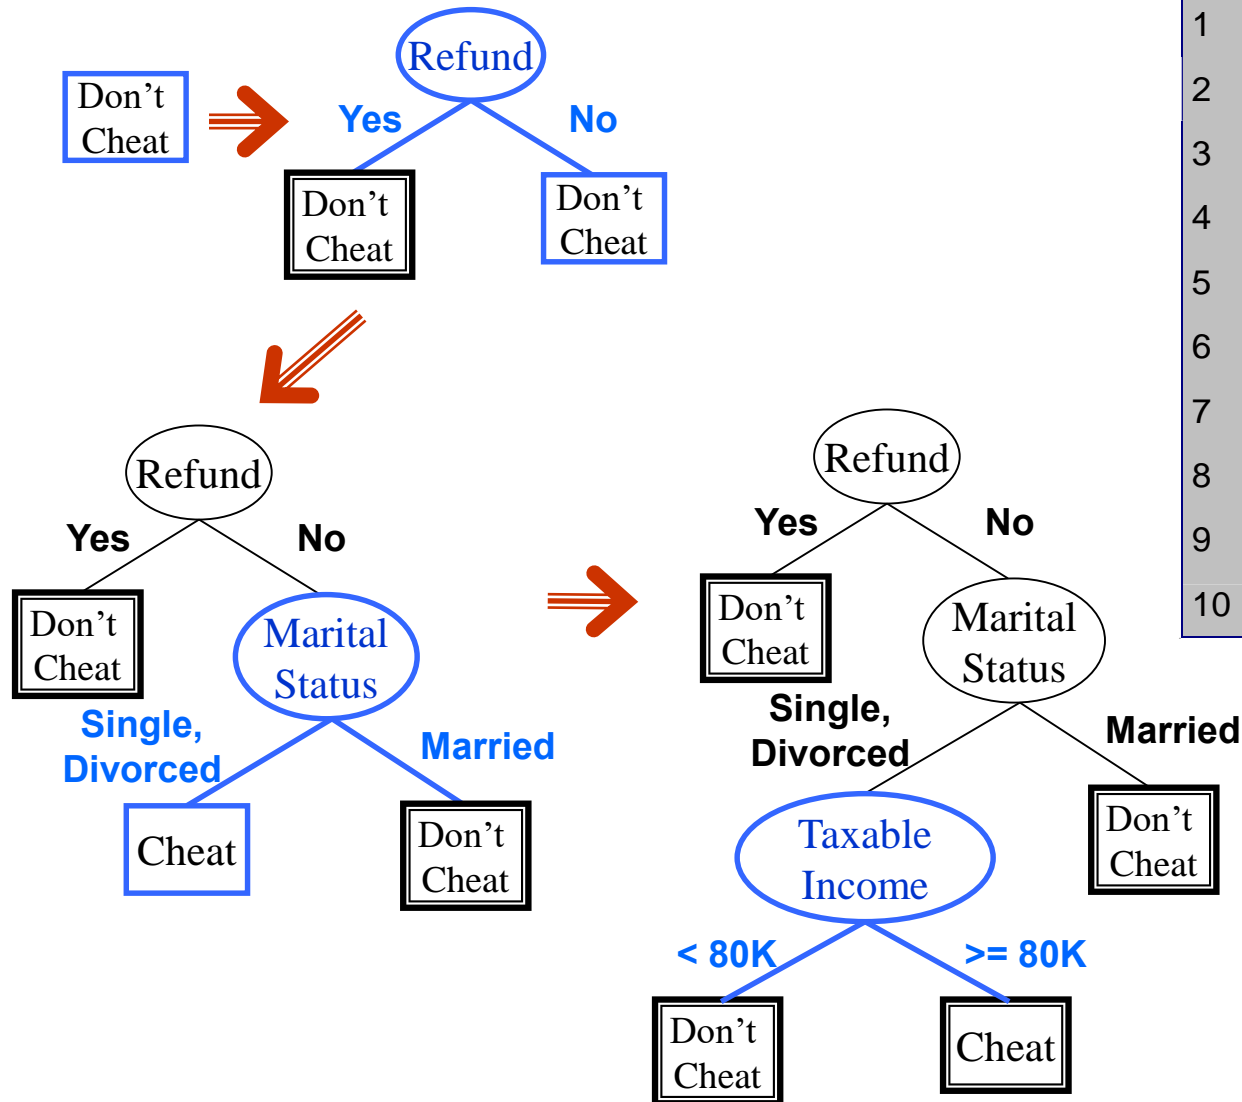 Refund
Don't
Cheat
Yes
No
Don't
Cheat
Don't
Cheat
Refund
Yes
No
Don't
Cheat
Marital
Status
Single,
Divorced
Married
Cheat
Don't
Cheat
Refund
Yes
No
Don't
Cheat
Marital
Status
Single,
Divorced
Married
Taxable
Income
Don't
Cheat
< 80K
>= 80K
Don't
Cheat
Cheat
1
2
3
4
5
6
7
8
9
10